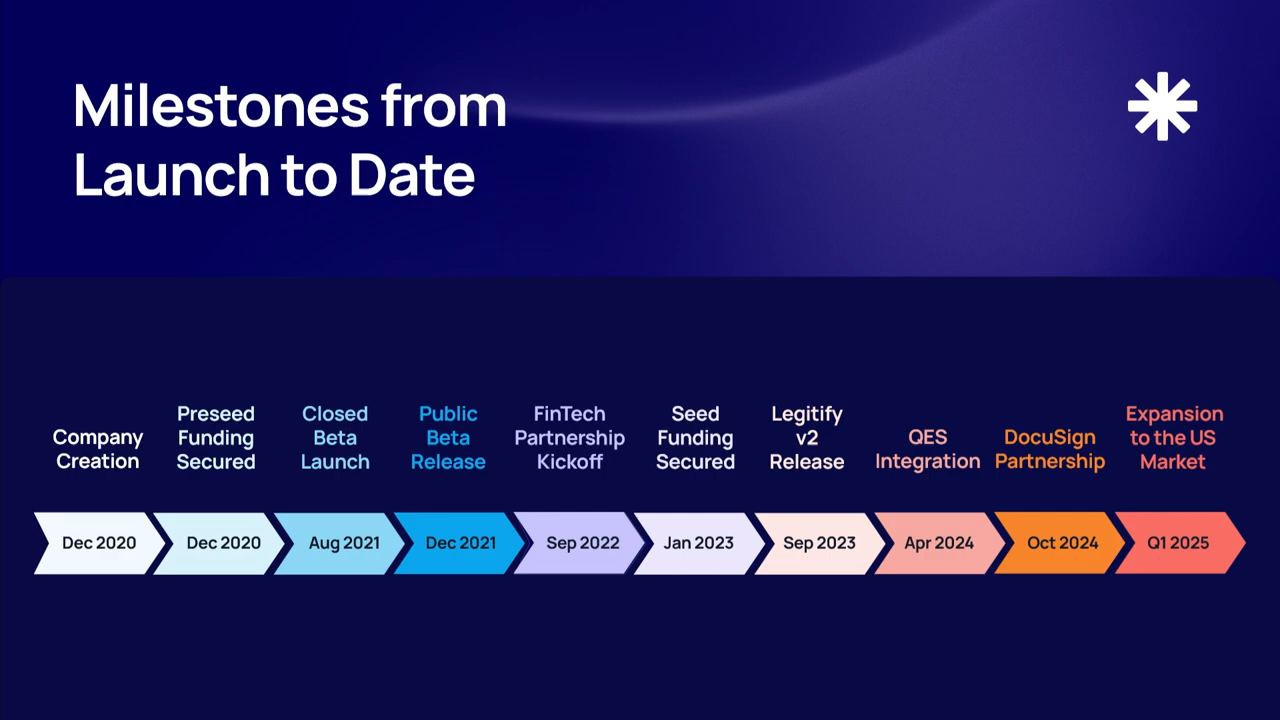 Milestones from
Launch to Date
Company
Creation
Preseed
Funding
Secured
Closed
Beta
Launch
Public
Beta
Release
FinTech
Partnership
Kickoff
Seed
Funding
Secured
Legitify
v2
Release
QES
Integration
DocuSign
Partnership
Expansion
to the US
Market
Dec 2020
Dec 2020
Aug 2021
Dec 2021
Sep 2022
Jan 2023
Sep 2023
Apr 2024
Oct 2024
Q1 2025